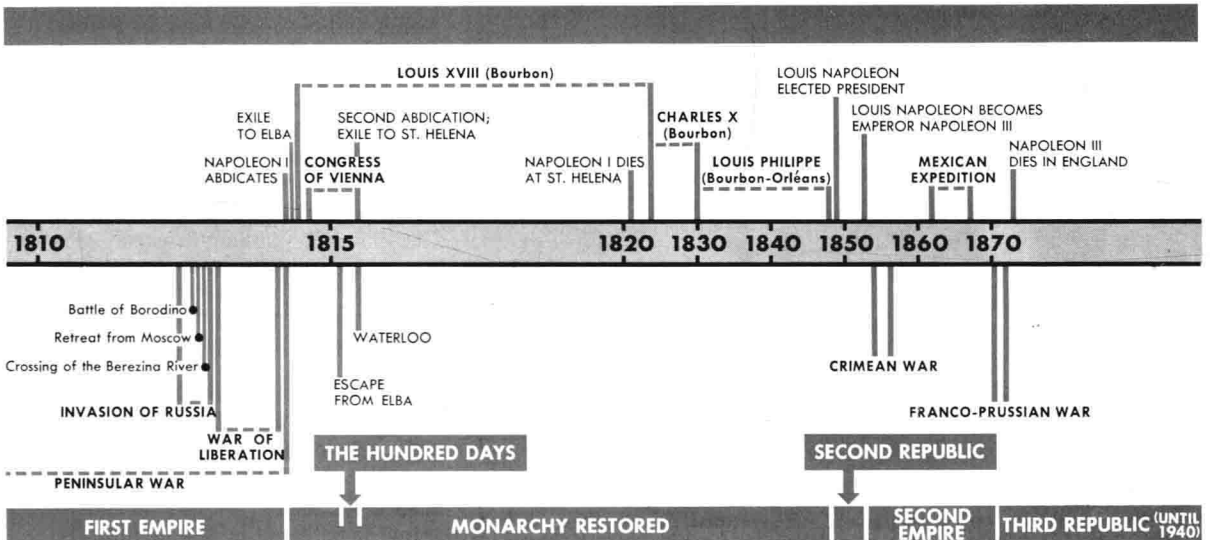 LOUIS XVIII (Bourbon)
EXILE
TO ELBA
NAPOLEON I
ABDICATES
SECOND ABDICATION;
EXILE TO ST. HELENA
CONGRESS
OF VIENNA
NAPOLEON I DIES
AT ST. HELENA
CHARLES X
(Bourbon)
LOUIS PHILIPPE
(Bourbon-Orléans)
LOUIS NAPOLEON
ELECTED PRESIDENT
LOUIS NAPOLEON BECOMES
EMPEROR NAPOLEON III
MEXICAN
EXPEDITION
NAPOLEON III
DIES IN ENGLAND
1810 1815 1820 1830 1840 1850 1860 1870
Battle of Borodino
Retreat from Moscow
Crossing of the Berezina River
INVASION OF RUSSIA
WAR OF
LIBERATION
PENINSULAR WAR
WATERLOO
ESCAPE
FROM ELBA
CRIMEAN WAR
FRANCO-PRUSSIAN WAR
THE HUNDRED DAYS
SECOND REPUBLIC
FIRST EMPIRE
MONARCHY RESTORED
SECOND
EMPIRE
THIRD REPUBLIC (UNTIL
1940)